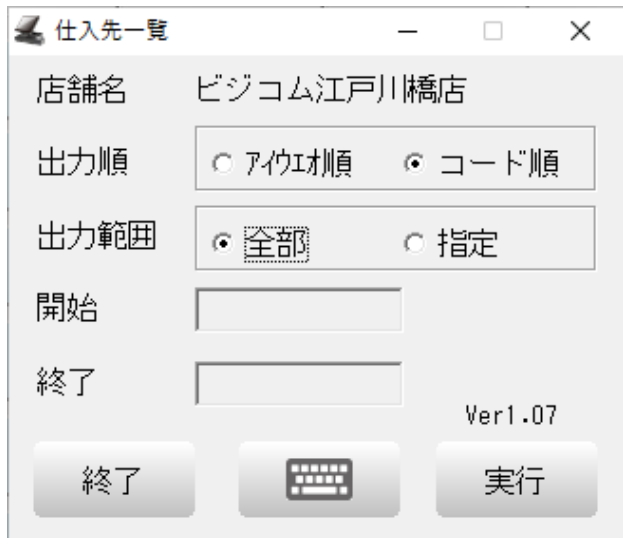 仕入先一覧
店舗名 ビジコム江戸川橋店
出力順 ｱｲｳｴｵ順 コード順
出力範囲 全部 指定
開始
終了
Ver1.07
終了 実行